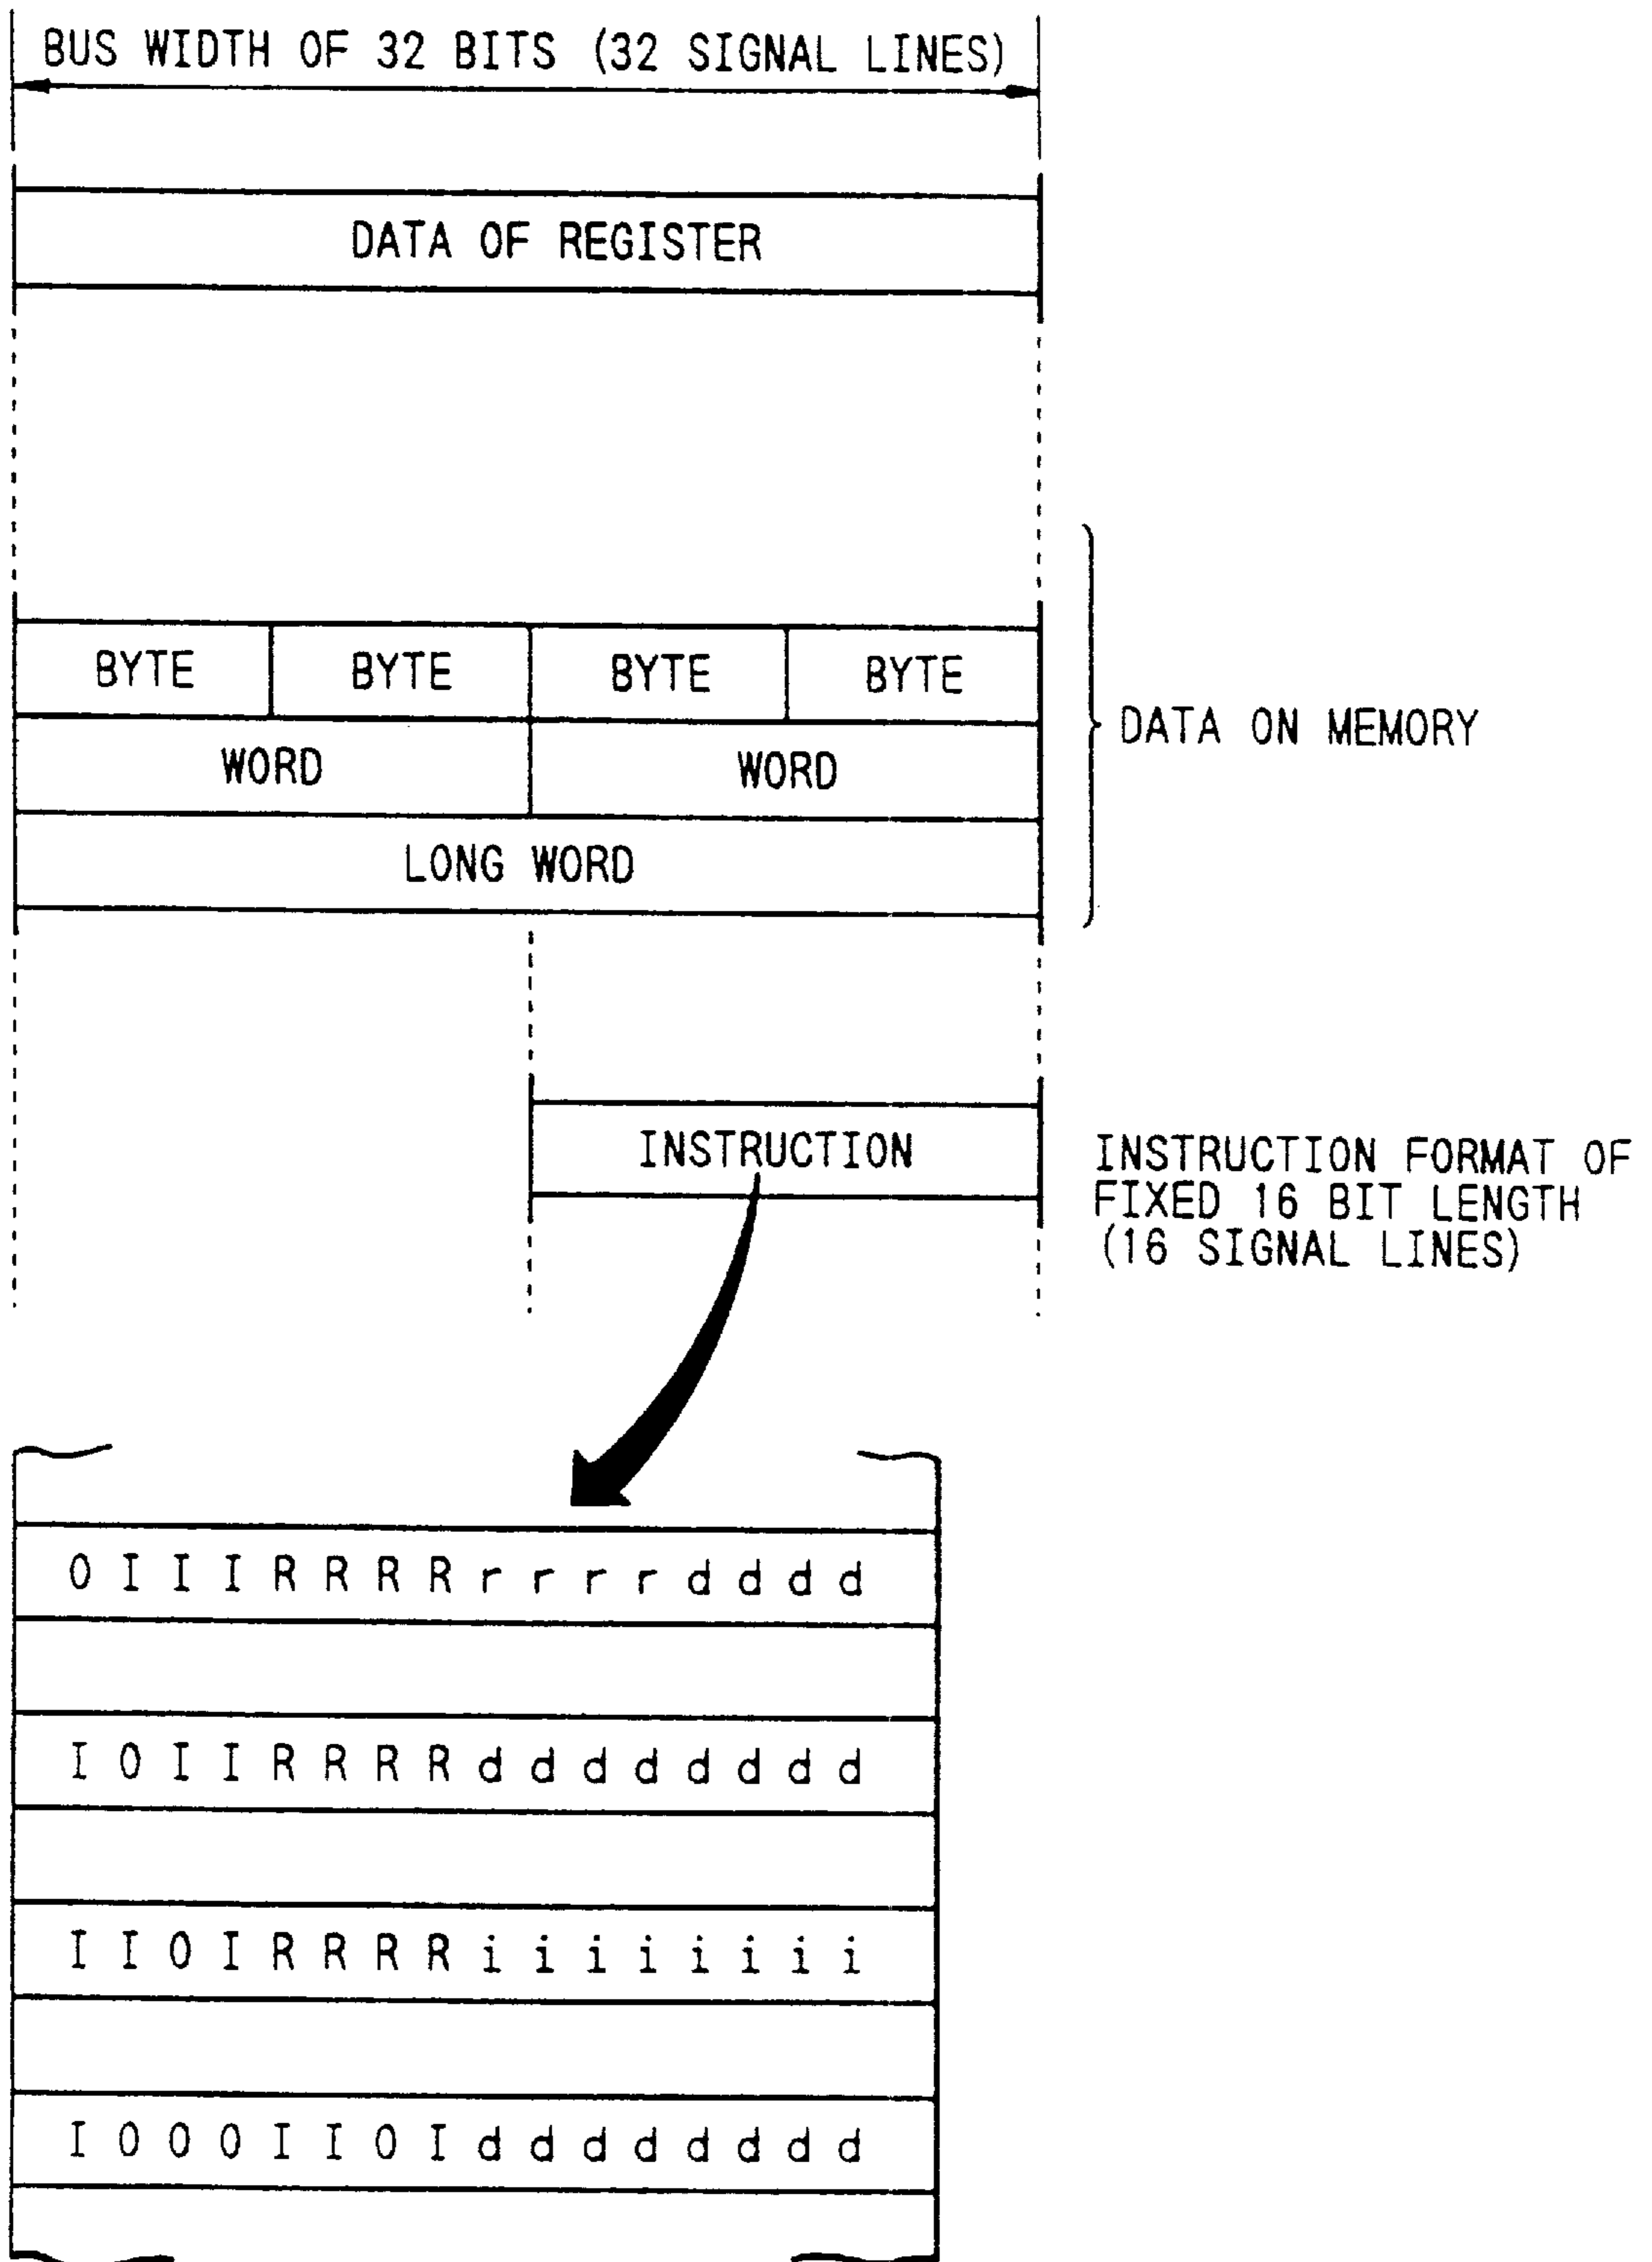 BUS WIDTH OF 32 BITS (32 SIGNAL LINES)
DATA OF REGISTER
BYTE BYTE BYTE BYTE
WORD WORD
LONG WORD
DATA ON MEMORY
INSTRUCTION
INSTRUCTION FORMAT OF
FIXED 16 BIT LENGTH
(16 SIGNAL LINES)
0 I I I R R R R r r r r d d d d
I 0 I I R R R R d d d d d d d d
I I 0 I R R R R i i i i i i i i
I 0 0 0 I I 0 I d d d d d d d d